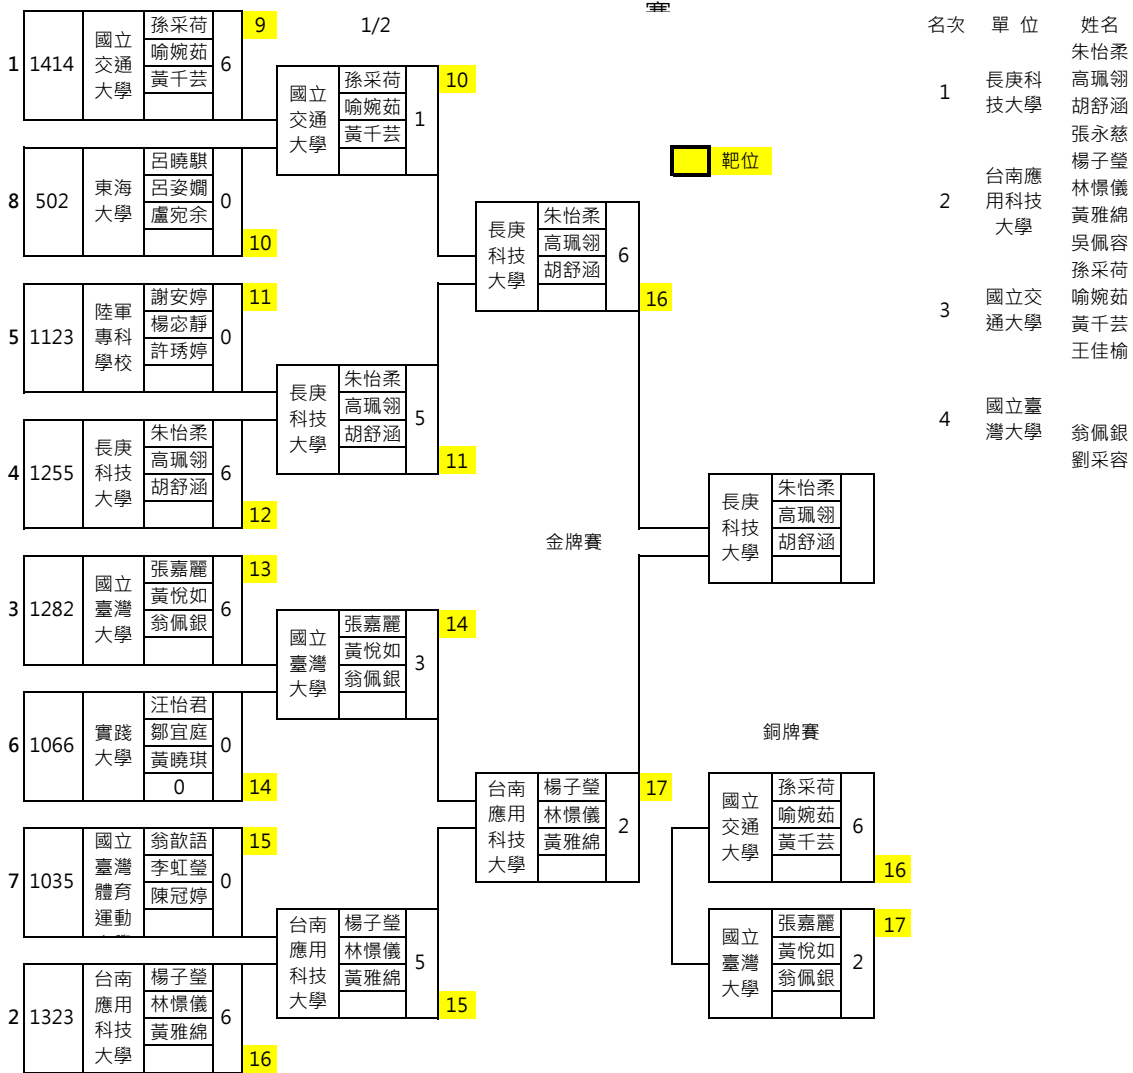 1/2
名次 單 位 姓名
1 1414 國立交通大學 6 9
孫采荷
喻婉茹
黃千芸
8 502 東海大學 0 10
呂曉騏
呂姿嫺
盧宛余
5 1123 陸軍專科學校 0 11
謝安婷
楊宓靜
許琇婷
4 1255 長庚科技大學 6 12
朱怡柔
高珮翎
胡舒涵
3 1282 國立臺灣大學 6 13
張嘉麗
黃悅如
翁佩銀
6 1066 實踐大學 0 14
汪怡君
鄒宜庭
黃曉琪
0
7 1035 國立臺灣體育運動 0 15
翁歆語
李虹瑩
陳冠婷
2 1323 台南應用科技大學 6 16
楊子瑩
林憬儀
黃雅綿
國立交通大學 1 10
孫采荷
喻婉茹
黃千芸
長庚科技大學 5 11
朱怡柔
高珮翎
胡舒涵
國立臺灣大學 3 14
張嘉麗
黃悅如
翁佩銀
台南應用科技大學 5 15
楊子瑩
林憬儀
黃雅綿
長庚科技大學 6 16
朱怡柔
高珮翎
胡舒涵
台南應用科技大學 2 17
楊子瑩
林憬儀
黃雅綿
靶位
金牌賽
長庚科技大學
朱怡柔
高珮翎
胡舒涵
銅牌賽
國立交通大學 6 16
孫采荷
喻婉茹
黃千芸
國立臺灣大學 2 17
張嘉麗
黃悅如
翁佩銀
1 長庚科技大學
朱怡柔
高珮翎
胡舒涵
張永慈
2 台南應用科技大學
楊子瑩
林憬儀
黃雅綿
吳佩容
3 國立交通大學
孫采荷
喻婉茹
黃千芸
王佳榆
4 國立臺灣大學
翁佩銀
劉采容